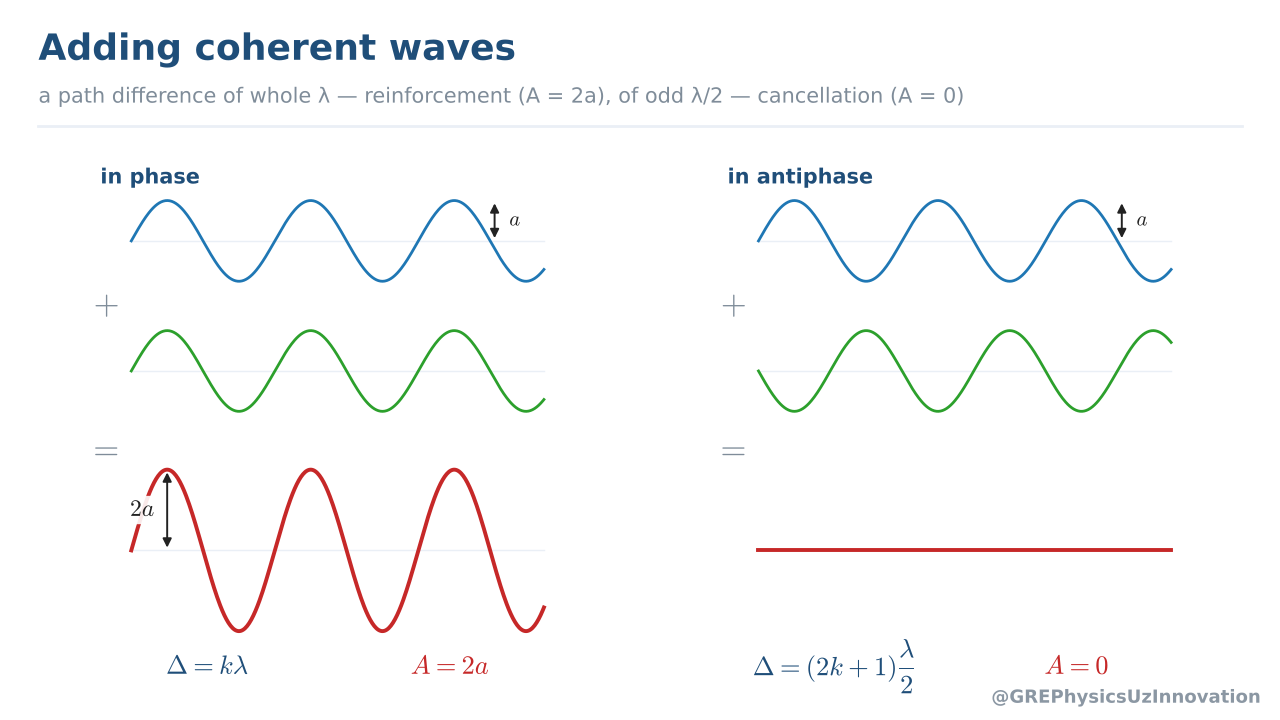 Adding coherent waves
a path difference of whole λ — reinforcement (A = 2a), of odd λ/2 — cancellation (A = 0)
in phase
a
+
=
2a
Δ = kλ
A = 2a
in antiphase
a
+
=
Δ = (2k + 1)λ/2
A = 0
@GREPhysicsUzInnovation